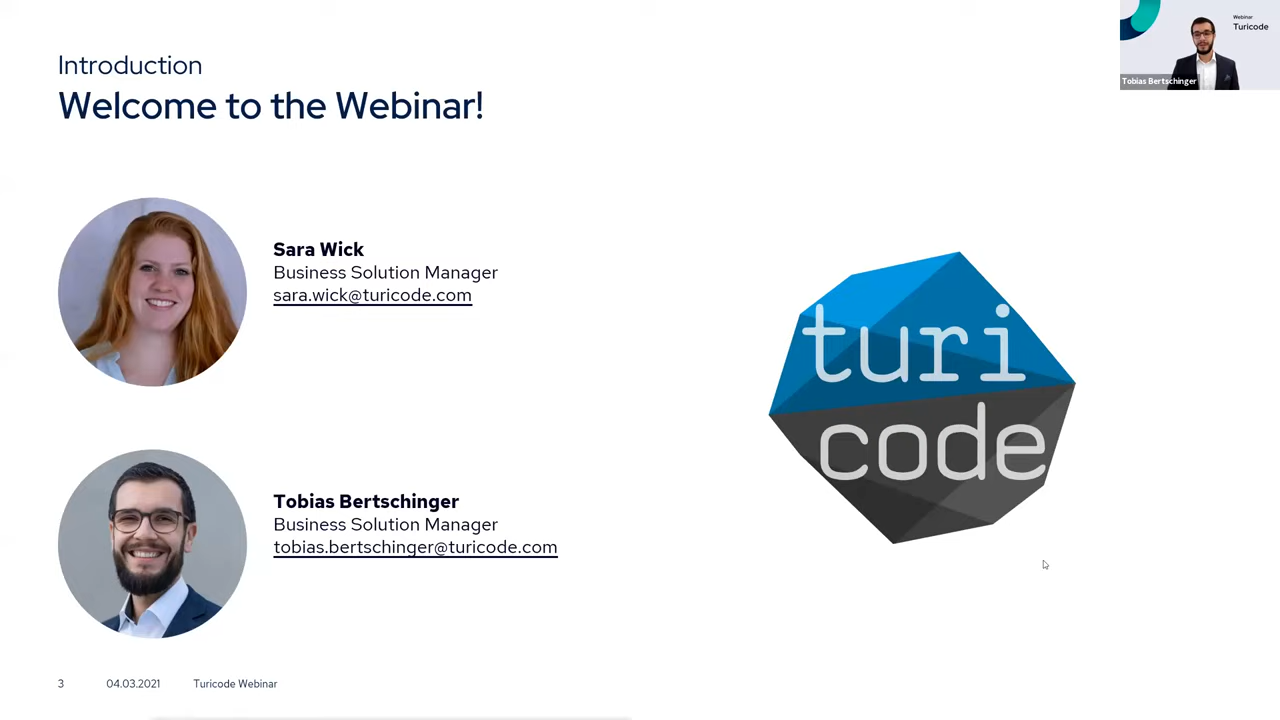 Introduction
Welcome to the Webinar!
Webinar
Turicode
Tobias Bertschinger
Sara Wick
Business Solution Manager
sara.wick@turicode.com
turi
code
Tobias Bertschinger
Business Solution Manager
tobias.bertschinger@turicode.com
3 04.03.2021 Turicode Webinar